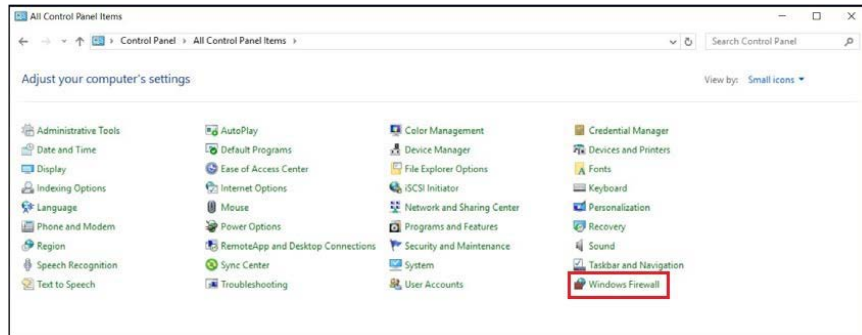 All Control Panel Items
Control Panel > All Control Panel Items >
Search Control Panel
Adjust your computer's settings
View by: Small icons
Administrative Tools AutoPlay Color Management Credential Manager
Date and Time Default Programs Device Manager Devices and Printers
Display Ease of Access Center File Explorer Options Fonts
Indexing Options Internet Options iSCSI Initiator Keyboard
Language Mouse Network and Sharing Center Personalization
Phone and Modem Power Options Programs and Features Recovery
Region RemoteApp and Desktop Connections Security and Maintenance Sound
Speech Recognition Sync Center System Taskbar and Navigation
Text to Speech Troubleshooting User Accounts Windows Firewall